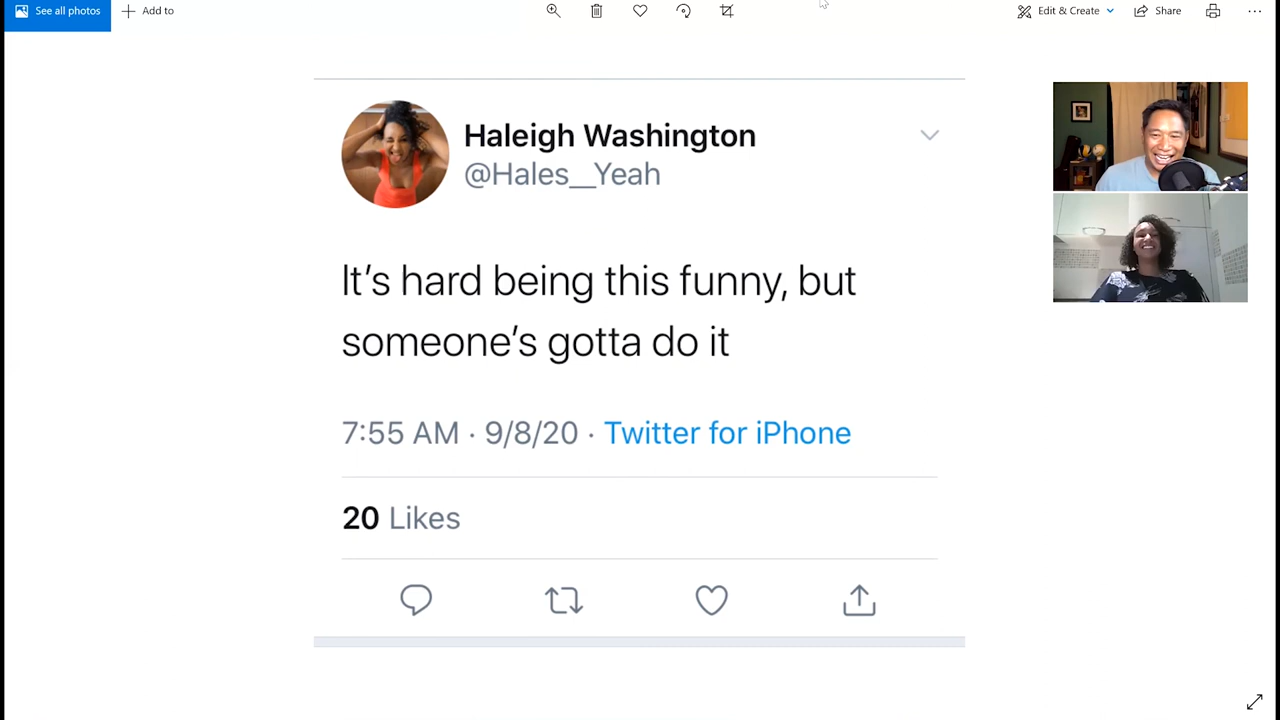 See all photos
Add to
Edit & Create
Share
Haleigh Washington
@Hales__Yeah
It's hard being this funny, but
someone's gotta do it
7:55 AM · 9/8/20 · Twitter for iPhone
20 Likes